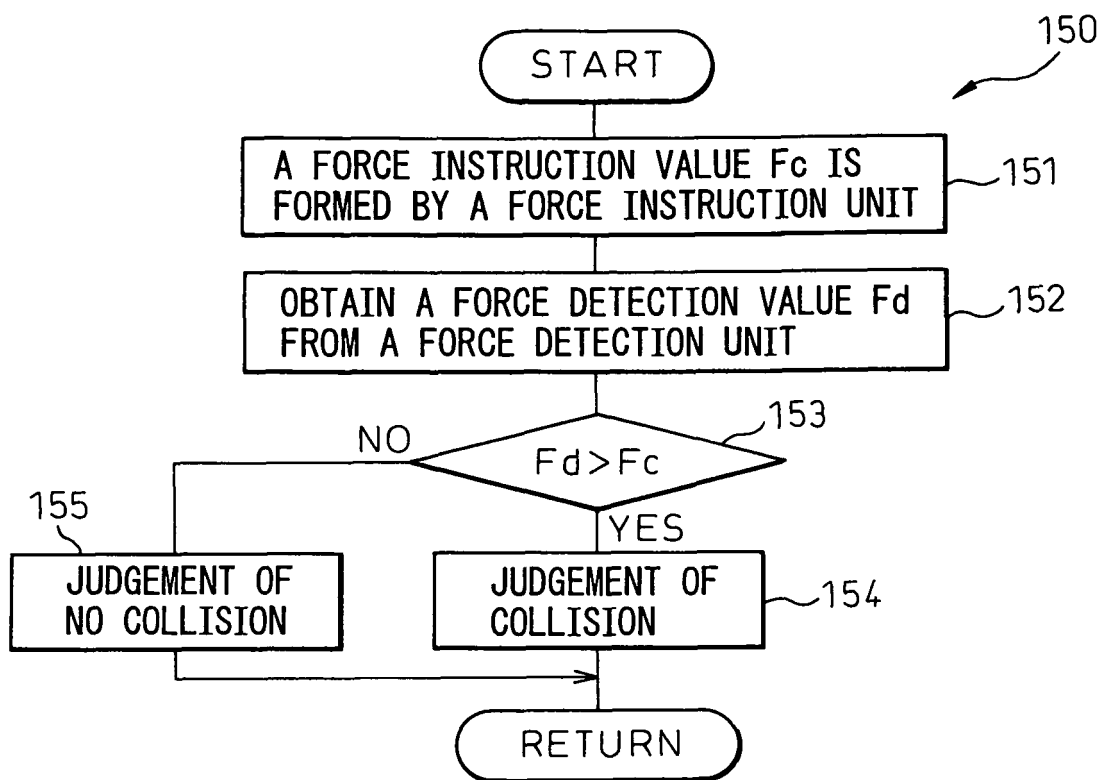 150
START
A FORCE INSTRUCTION VALUE Fc IS
FORMED BY A FORCE INSTRUCTION UNIT
151
OBTAIN A FORCE DETECTION VALUE Fd
FROM A FORCE DETECTION UNIT
152
153
NO
Fd>Fc
YES
155
JUDGEMENT OF
NO COLLISION
JUDGEMENT OF
COLLISION
154
RETURN